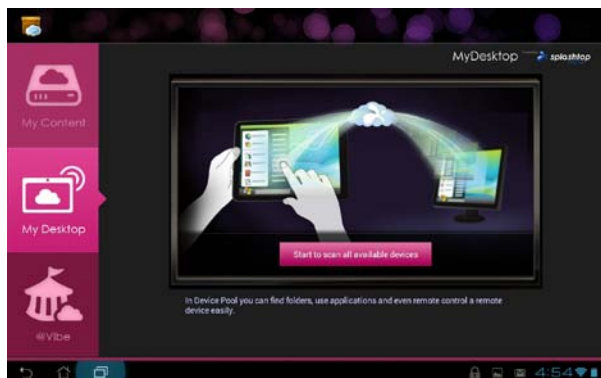 MyDesktop splashtop
My Content
My Desktop
@Vibe
Start to scan all available devices
In Device Pool you can find folders, use applications and even remote control a remote
device easily.
4:54